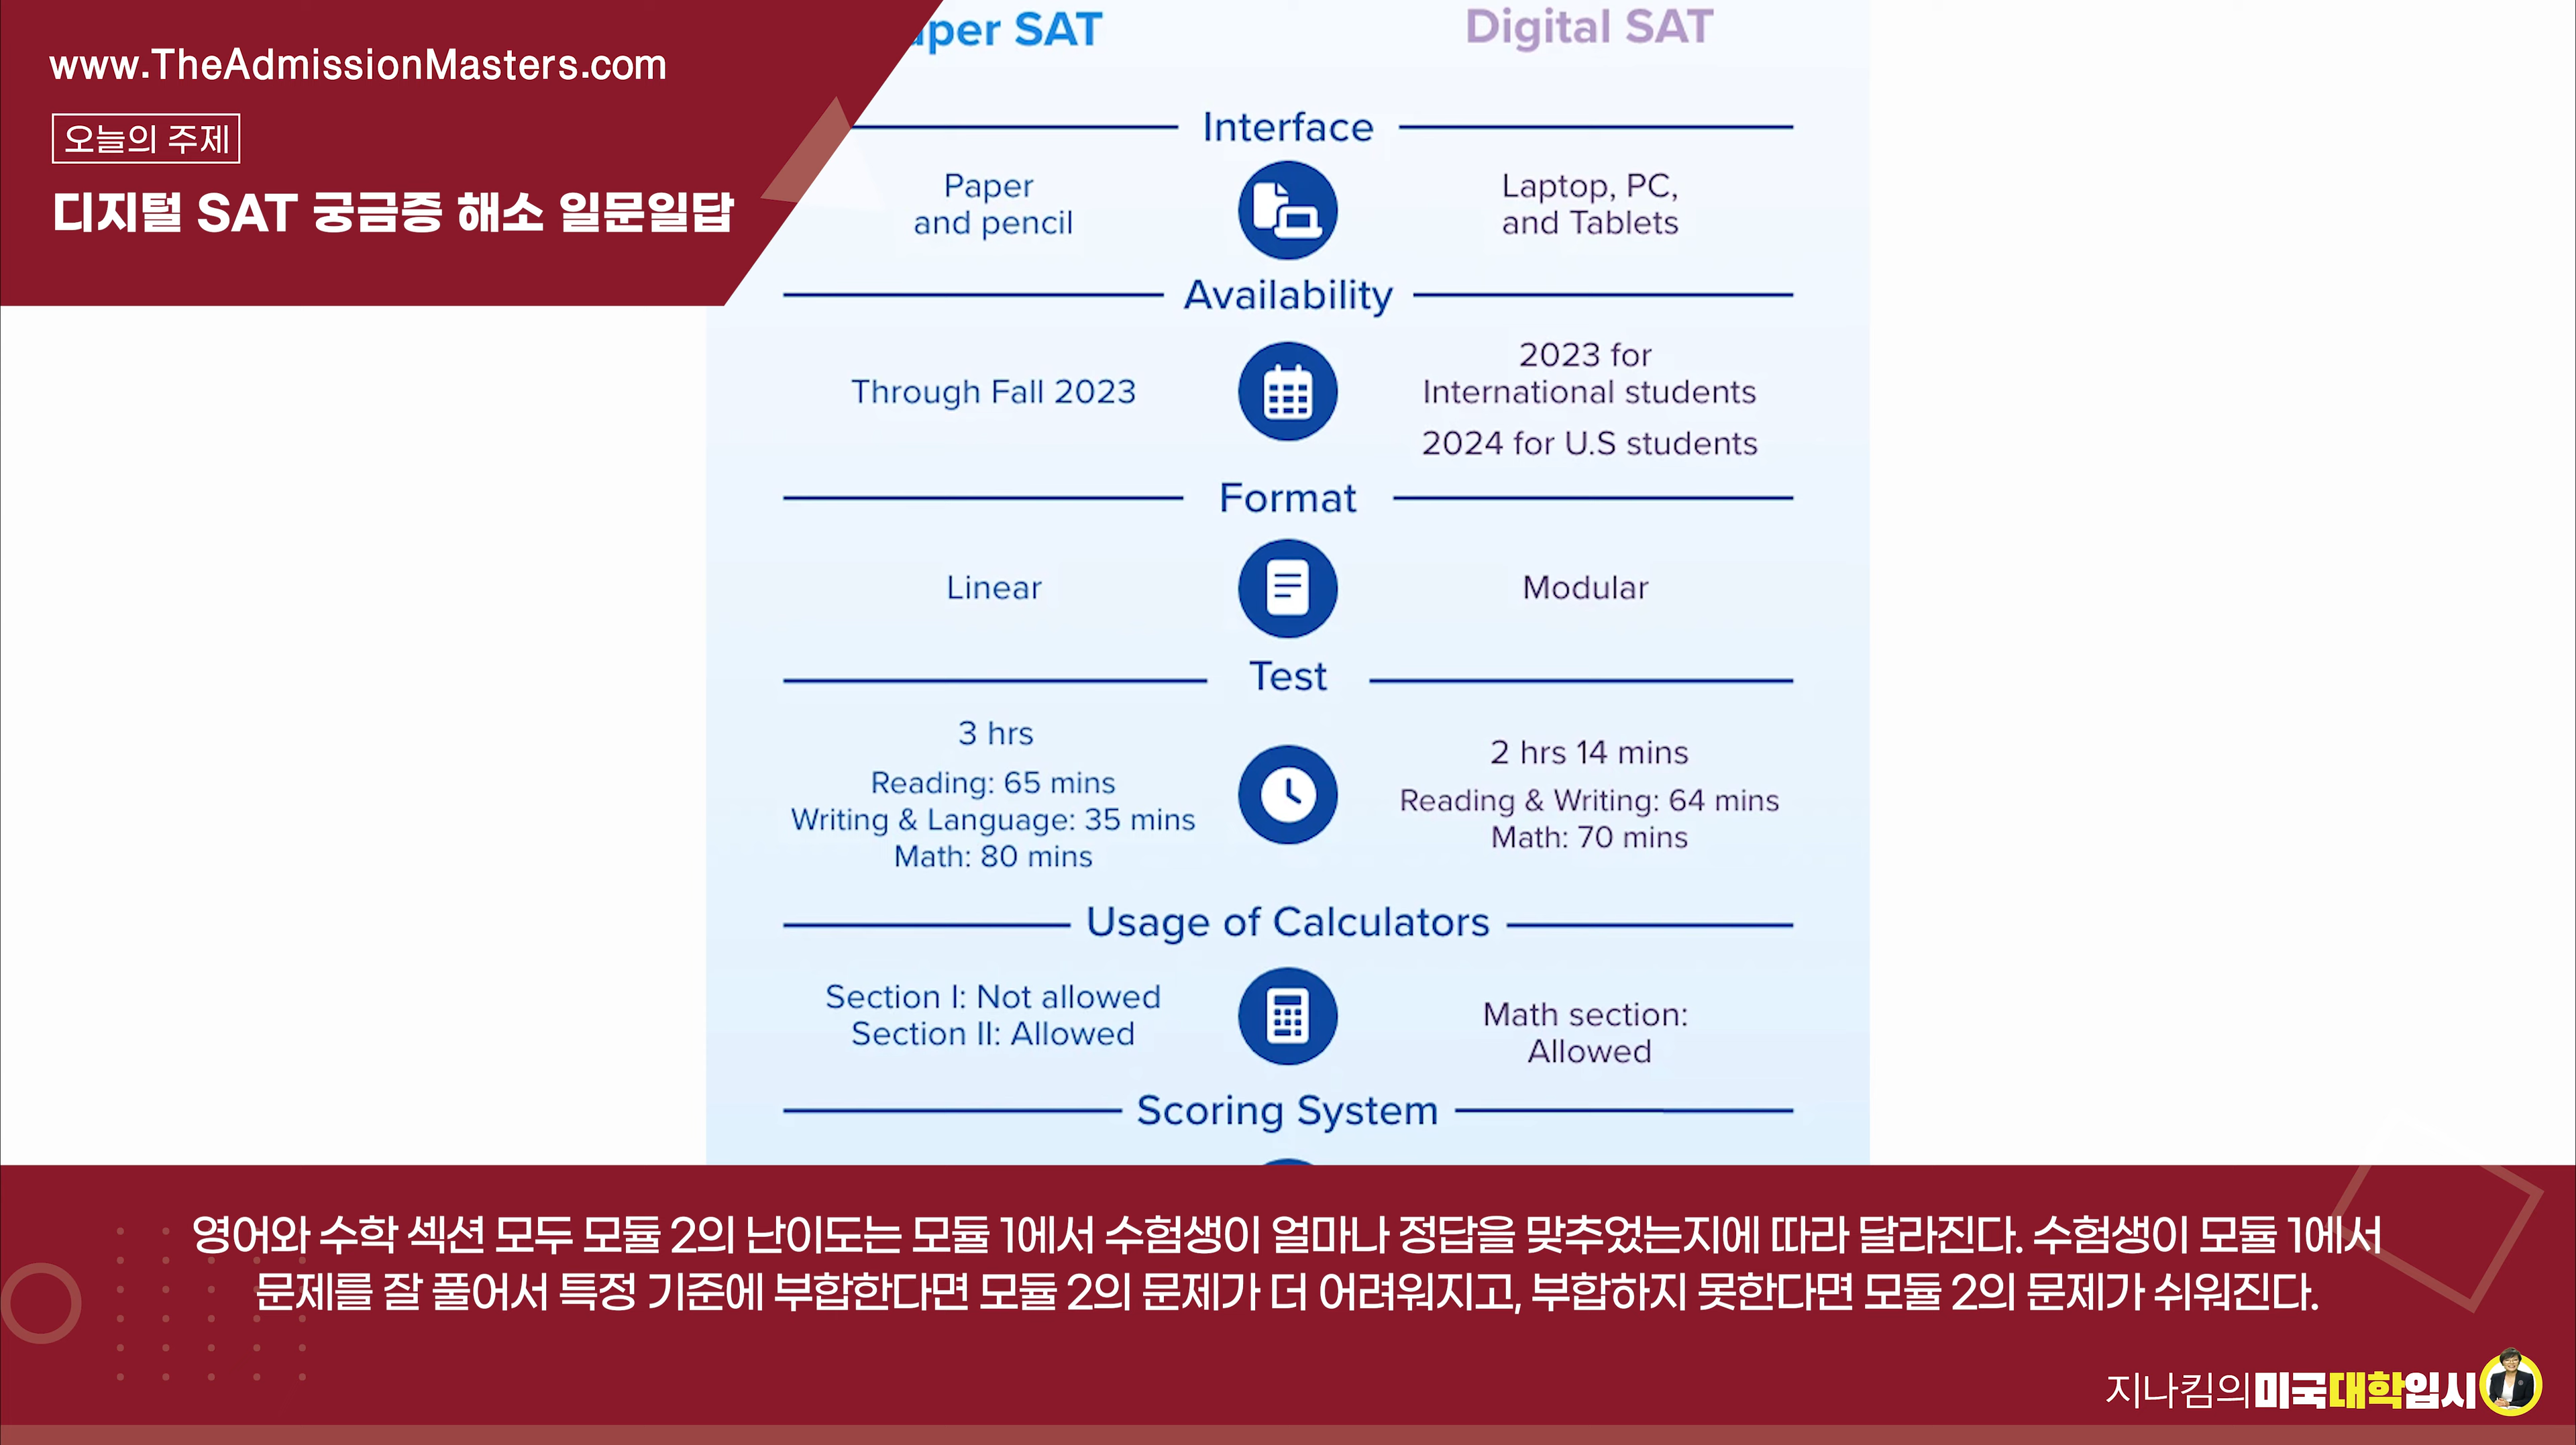 www.TheAdmissionMasters.com
오늘의 주제
디지털 SAT 궁금증 해소 일문일답
SAT
Digital SAT
Interface
Paper
and pencil
Laptop, PC,
and Tablets
Availability
Through Fall 2023
2023 for
International students
2024 for U.S students
Format
Linear
Modular
Test
3 hrs
Reading: 65 mins
Writing & Language: 35 mins
Math: 80 mins
2 hrs 14 mins
Reading & Writing: 64 mins
Math: 70 mins
Usage of Calculators
Section I: Not allowed
Section II: Allowed
Math section:
Allowed
Scoring System
영어와 수학 섹션 모두 모듈 2의 난이도는 모듈 1에서 수험생이 얼마나 정답을 맞추었는지에 따라 달라진다. 수험생이 모듈 1에서
문제를 잘 풀어서 특정 기준에 부합한다면 모듈 2의 문제가 더 어려워지고, 부합하지 못한다면 모듈 2의 문제가 쉬워진다.
지나킴의미국대학입시